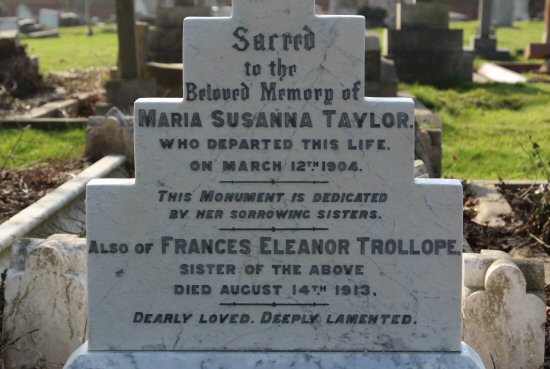 Sacred
to the
Beloved Memory of
MARIA SUSANNA TAYLOR.
WHO DEPARTED THIS LIFE.
ON MARCH 12TH 1904.
THIS MONUMENT IS DEDICATED
BY HER SORROWING SISTERS.
ALSO OF FRANCES ELEANOR TROLLOPE,
SISTER OF THE ABOVE
DIED AUGUST 14TH 1913.
DEARLY LOVED. DEEPLY LAMENTED.